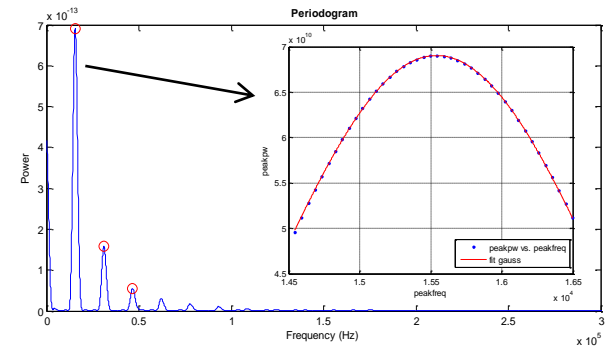 Periodogram
x 10^-13
7
6
5
4
3
2
1
0
Power
0
0.5
1
1.5
2
2.5
3
Frequency (Hz)
x 10^5
x 10^10
7
6.5
6
5.5
5
4.5
peakpw
1.45
1.5
1.55
1.6
1.65
peakfreq
x 10^4
peakpw vs. peakfreq
fit gauss